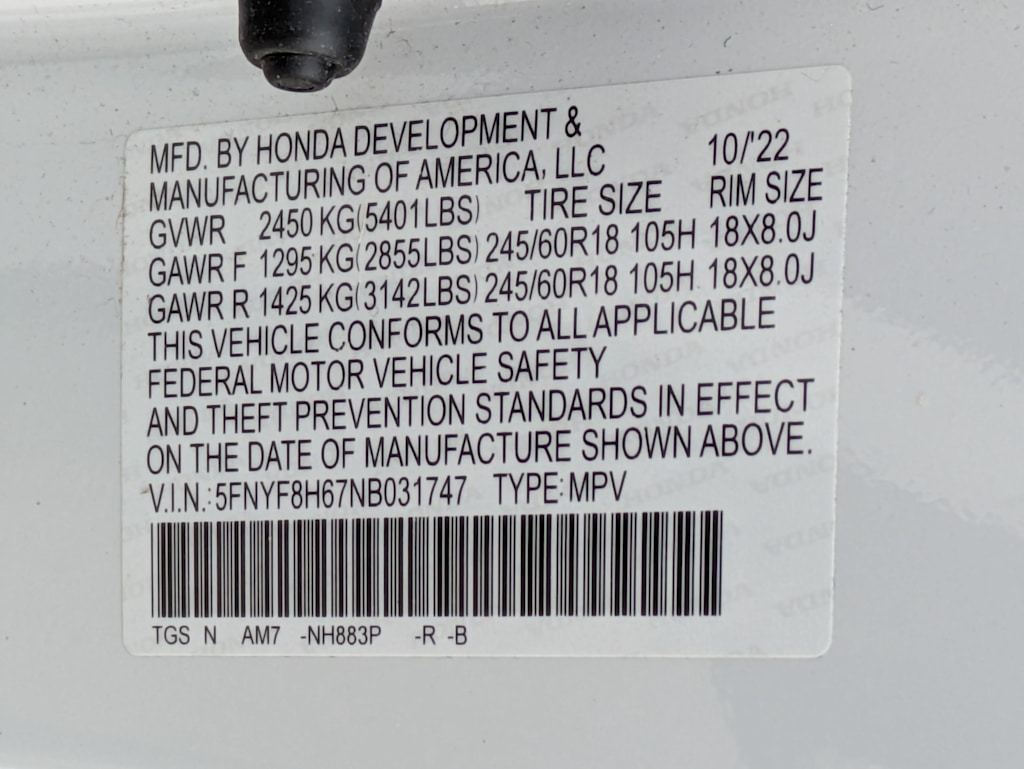 MFD. BY HONDA DEVELOPMENT &
MANUFACTURING OF AMERICA, LLC 10/'22
GVWR 2450 KG(5401LBS) TIRE SIZE RIM SIZE
GAWR F 1295 KG(2855LBS) 245/60R18 105H 18X8.0J
GAWR R 1425 KG(3142LBS) 245/60R18 105H 18X8.0J
THIS VEHICLE CONFORMS TO ALL APPLICABLE
FEDERAL MOTOR VEHICLE SAFETY
AND THEFT PREVENTION STANDARDS IN EFFECT
ON THE DATE OF MANUFACTURE SHOWN ABOVE.
V.I.N.: 5FNYF8H67NB031747 TYPE: MPV
TGS N AM7 -NH883P -R -B